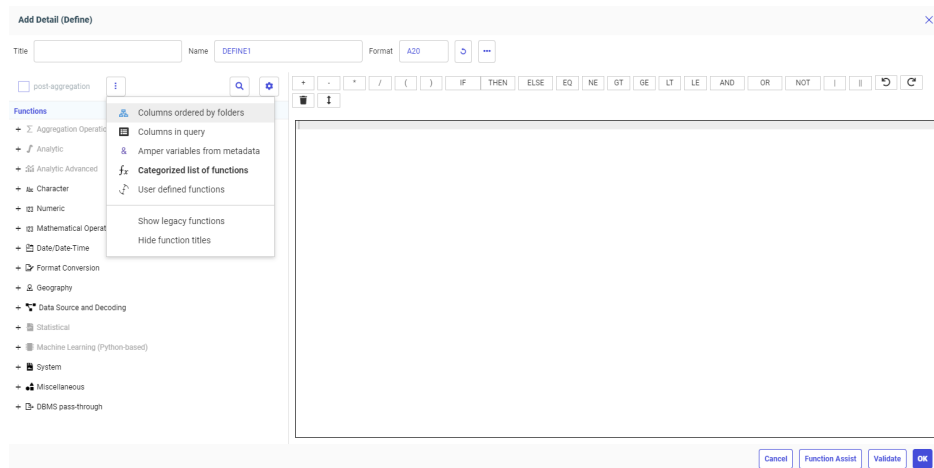 Add Detail (Define)
Title Name DEFINE1 Format A20
post-aggregation
+ - * / ( ) IF THEN ELSE EQ NE GT GE LT LE AND OR NOT | ||
Functions
Columns ordered by folders
Columns in query
& Amper variables from metadata
fx Categorized list of functions
User defined functions
Show legacy functions
Hide function titles
+ Σ Aggregation Operatio
+ Analytic
+ Analytic Advanced
+ Character
+ Numeric
+ Mathematical Operat
+ Date/Date-Time
+ Format Conversion
+ Geography
+ Data Source and Decoding
+ Statistical
+ Machine Learning (Python-based)
+ System
+ Miscellaneous
+ DBMS pass-through
Cancel Function Assist Validate OK